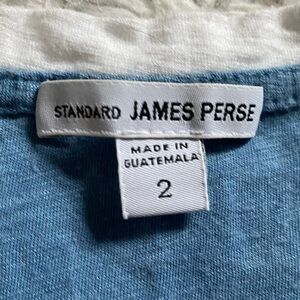 STANDARD JAMES PERSE
MADE IN
GUATEMALA
2